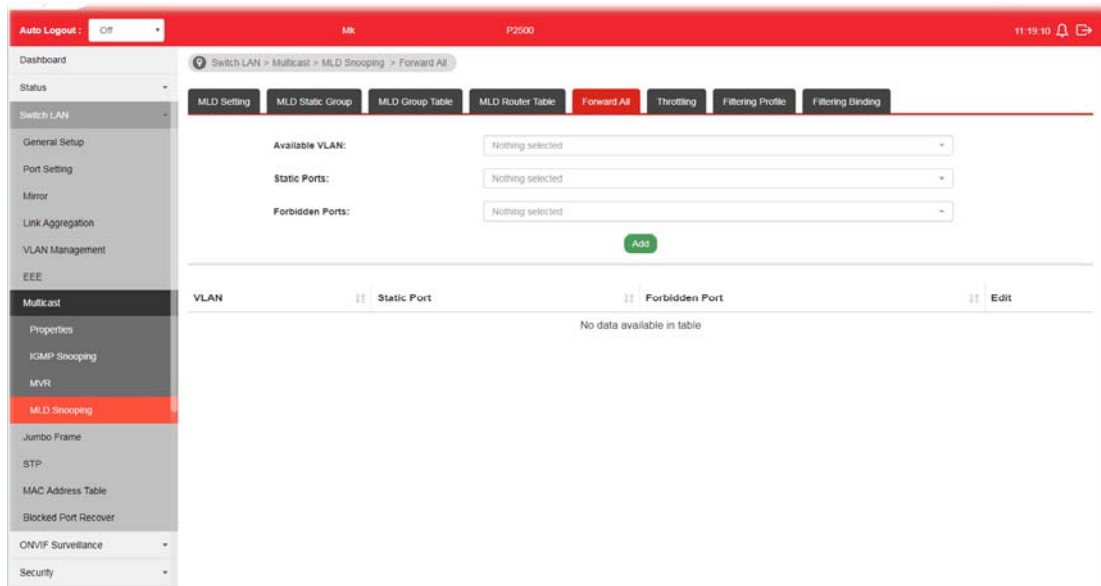 Auto Logout : Off Mk P2500 11:19:10
Dashboard
Status
Switch LAN
General Setup
Port Setting
Mirror
Link Aggregation
VLAN Management
EEE
Multicast
Properties
IGMP Snooping
MVR
MLD Snooping
Jumbo Frame
STP
MAC Address Table
Blocked Port Recover
ONVIF Surveillance
Security
Switch LAN > Multicast > MLD Snooping > Forward All
MLD Setting MLD Static Group MLD Group Table MLD Router Table Forward All Throttling Filtering Profile Filtering Binding
Available VLAN: Nothing selected
Static Ports: Nothing selected
Forbidden Ports: Nothing selected
Add
VLAN Static Port Forbidden Port Edit
No data available in table